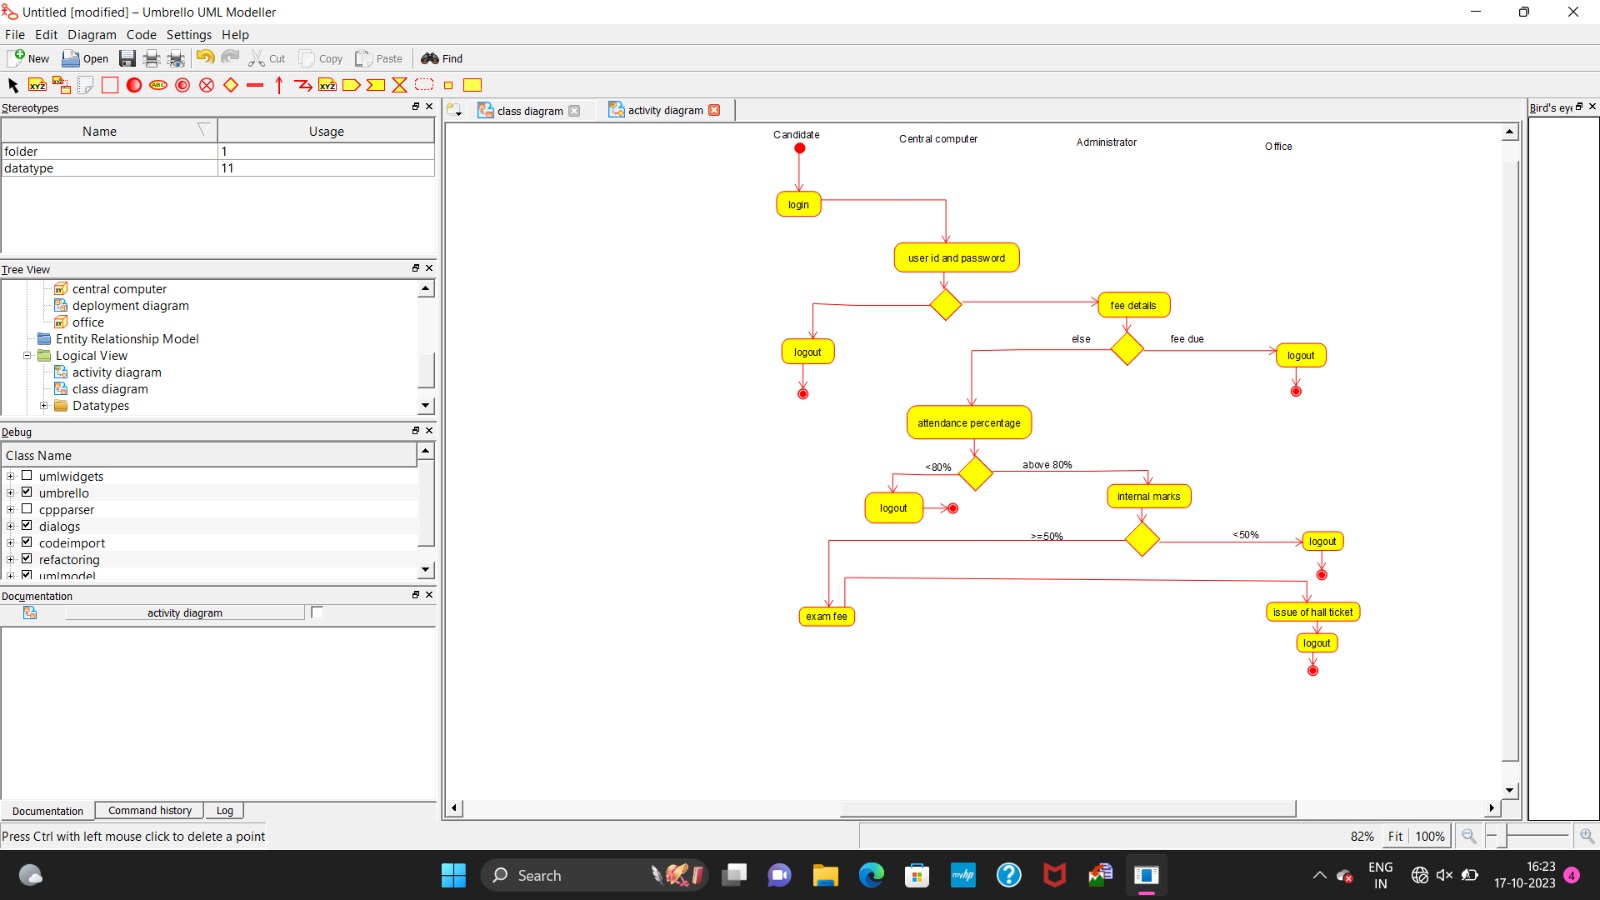 Untitled [modified] – Umbrello UML Modeller
File Edit Diagram Code Settings Help
New Open Cut Copy Paste Find
Stereotypes
Name Usage
folder 1
datatype 11
Tree View
central computer
deployment diagram
office
Entity Relationship Model
Logical View
activity diagram
class diagram
Datatypes
Debug
Class Name
umlwidgets
umbrello
cppparser
dialogs
codeimport
refactoring
umlmodel
Documentation
activity diagram
Documentation Command history Log
Press Ctrl with left mouse click to delete a point
class diagram activity diagram
Bird's eye
Candidate Central computer Administrator Office
login
user id and password
fee details
else fee due
logout logout
attendance percentage
<80% above 80%
internal marks
logout
>=50% <50%
logout
exam fee issue of hall ticket
logout
82% Fit 100%
Search
myhp
ENG
IN
16:23
17-10-2023
4